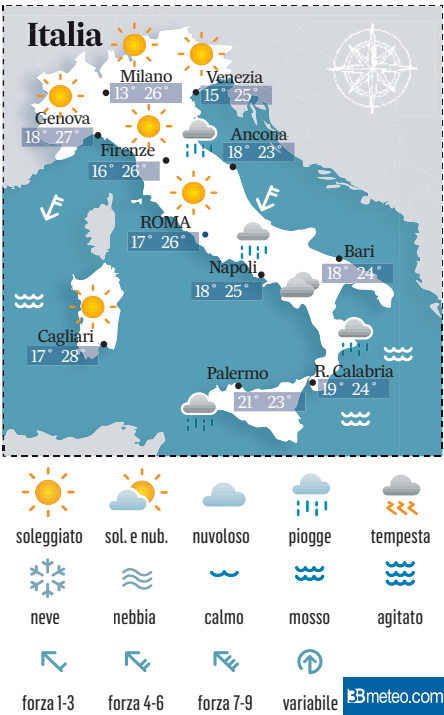 Italia
Milano
13° 26°
Venezia
15° 25°
Genova
18° 27°
Firenze
16° 26°
Ancona
18° 23°
ROMA
17° 26°
Bari
18° 24°
Napoli
18° 25°
Cagliari
17° 28°
Palermo
21° 23°
R. Calabria
19° 24°
soleggiato sol. e nub. nuvoloso piogge tempesta
neve nebbia calmo mosso agitato
forza 1-3 forza 4-6 forza 7-9 variabile
3Bmeteo.com